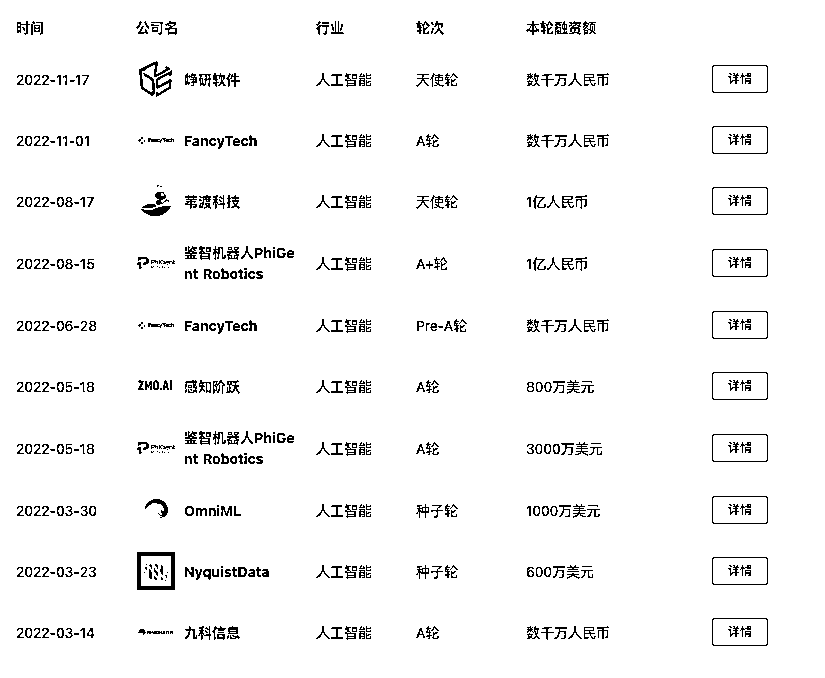 时间 公司名 行业 轮次 本轮融资额
2022-11-17 峥研软件 人工智能 天使轮 数千万人民币 详情
2022-11-01 FancyTech FancyTech 人工智能 A轮 数千万人民币 详情
2022-08-17 苇渡科技 人工智能 天使轮 1亿人民币 详情
2022-08-15 PhiGent 鉴智机器人PhiGe
nt Robotics 人工智能 A+轮 1亿人民币 详情
2022-06-28 FancyTech FancyTech 人工智能 Pre-A轮 数千万人民币 详情
2022-05-18 ZMO.AI 感知阶跃 人工智能 A轮 800万美元 详情
2022-05-18 PhiGent 鉴智机器人PhiGe
nt Robotics 人工智能 A轮 3000万美元 详情
2022-03-30 OmniML 人工智能 种子轮 1000万美元 详情
2022-03-23 NyquistData 人工智能 种子轮 600万美元 详情
2022-03-14 九科信息 人工智能 A轮 数千万人民币 详情